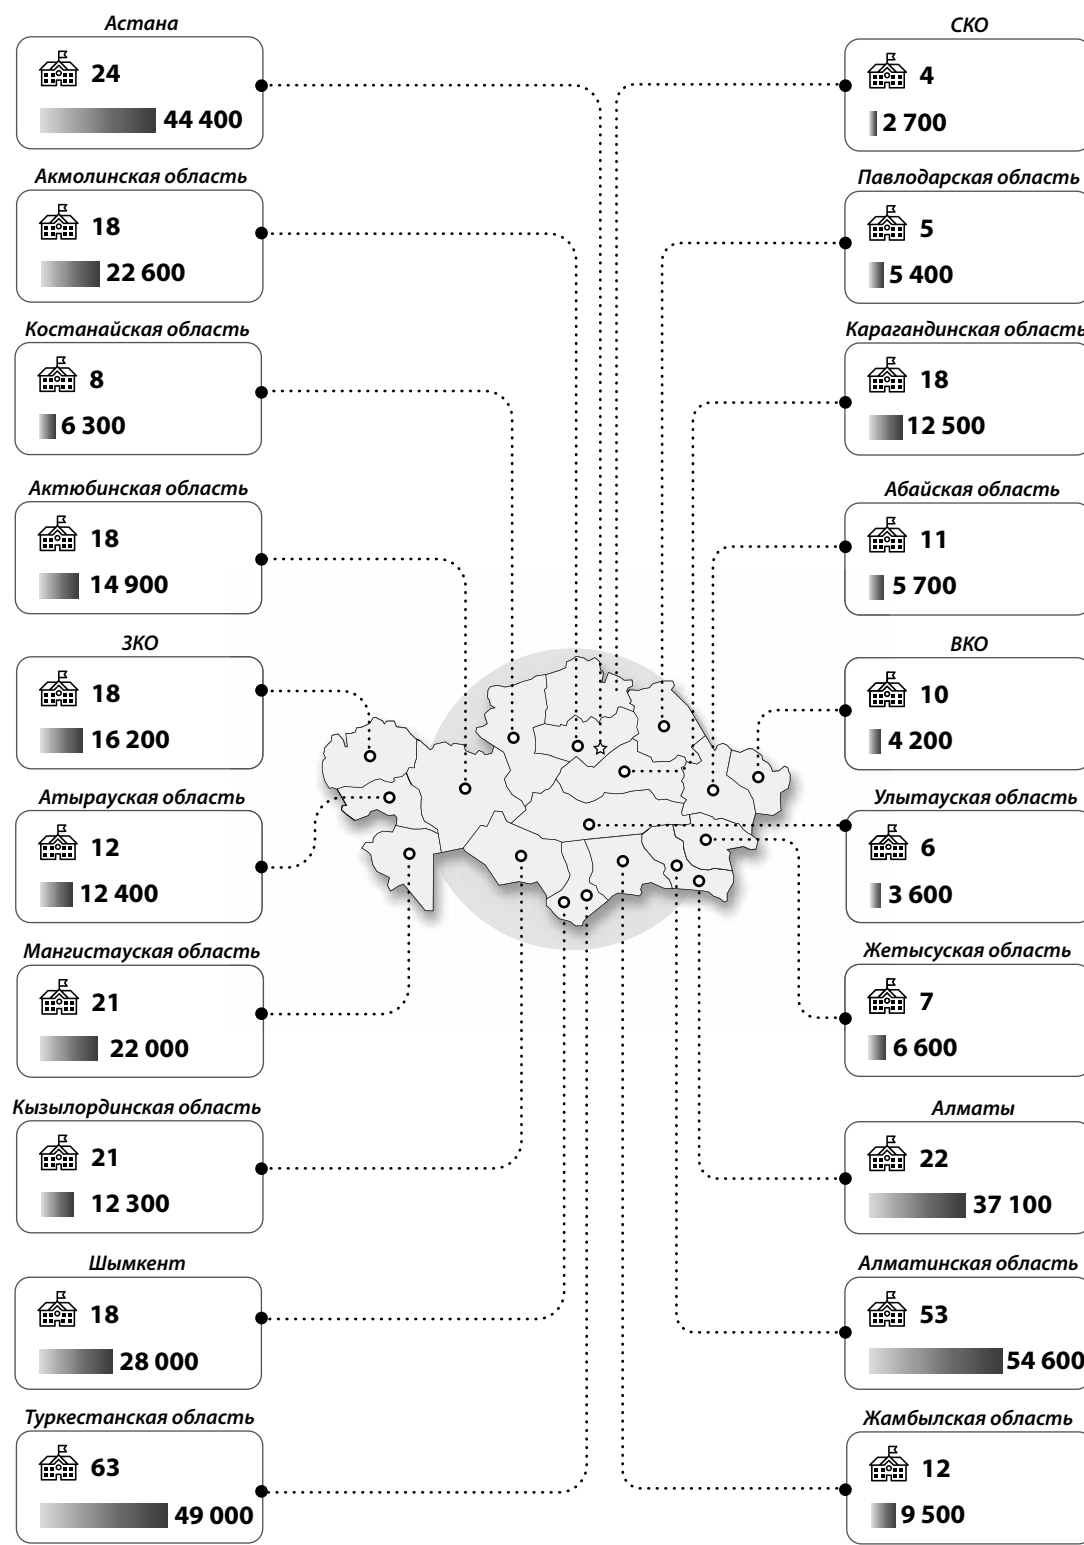 Астана
24
44 400
Акмолинская область
18
22 600
Костанайская область
8
6 300
Актюбинская область
18
14 900
ЗКО
18
16 200
Атырауская область
12
12 400
Мангистауская область
21
22 000
Кызылординская область
21
12 300
Шымкент
18
28 000
Туркестанская область
63
49 000
СКО
4
2 700
Павлодарская область
5
5 400
Карагандинская область
18
12 500
Абайская область
11
5 700
ВКО
10
4 200
Улытауская область
6
3 600
Жетысуская область
7
6 600
Алматы
22
37 100
Алматинская область
53
54 600
Жамбылская область
12
9 500